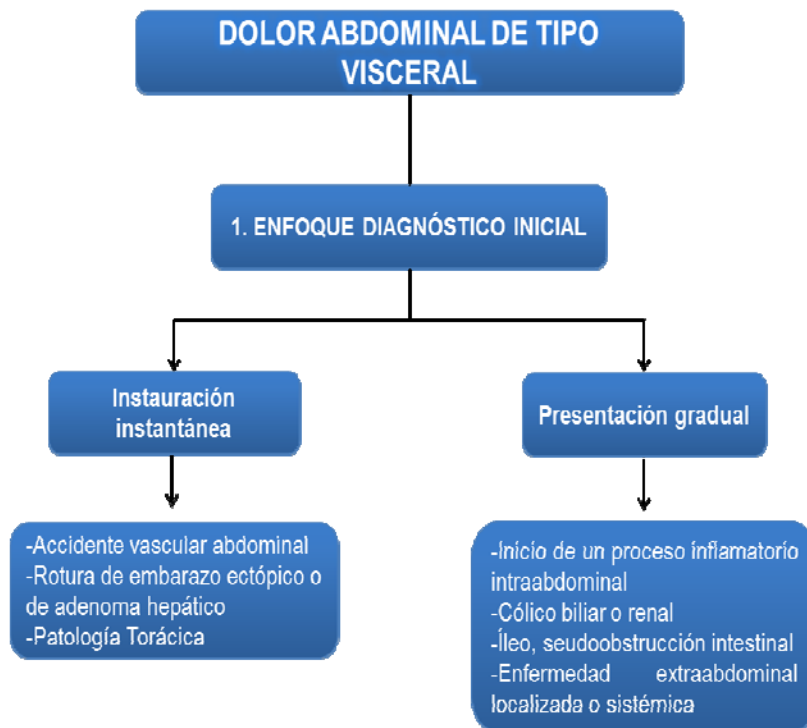 DOLOR ABDOMINAL DE TIPO
VISCERAL
1. ENFOQUE DIAGNÓSTICO INICIAL
Instauración
instantánea
Presentación gradual
-Accidente vascular abdominal
-Rotura de embarazo ectópico o
de adenoma hepático
-Patología Torácica
-Inicio de un proceso inflamatorio
intraabdominal
-Cólico biliar o renal
-Íleo, seudoobstrucción intestinal
-Enfermedad extraabdominal
localizada o sistémica